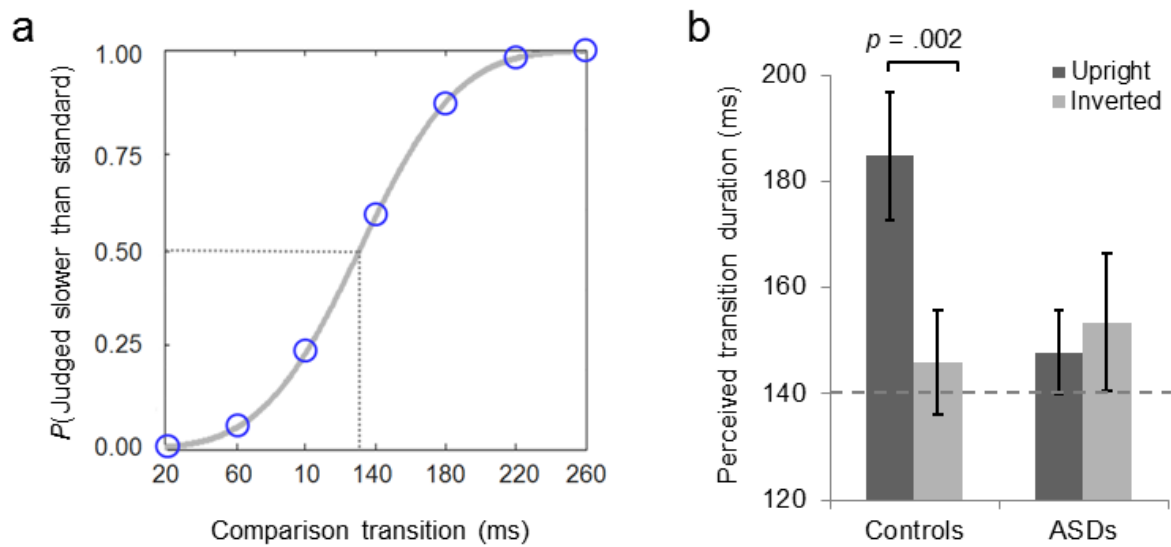 a
P(Judged slower than standard)
1.00
0.75
0.50
0.25
0.00
20 60 10 140 180 220 260
Comparison transition (ms)
b
p = .002
Upright
Inverted
Perceived transition duration (ms)
200
180
160
140
120
Controls ASDs